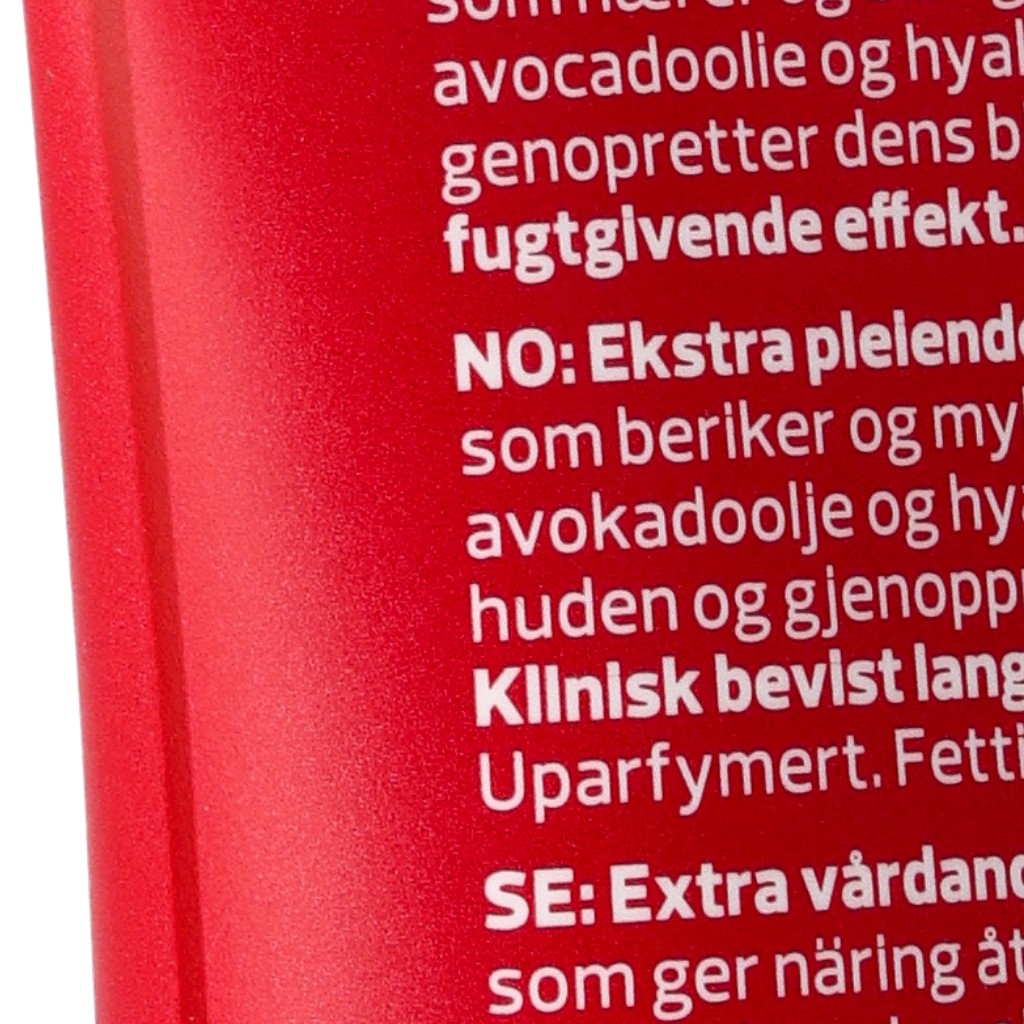 avocadoolie og hyal
genopretter dens b
fugtgivende effekt.
NO: Ekstra pleiend
som beriker og my
avokadoolje og hy
huden og gjenopp
Klinisk bevist lang
Uparfymert. Fetti
SE: Extra vårdand
som ger näring åt